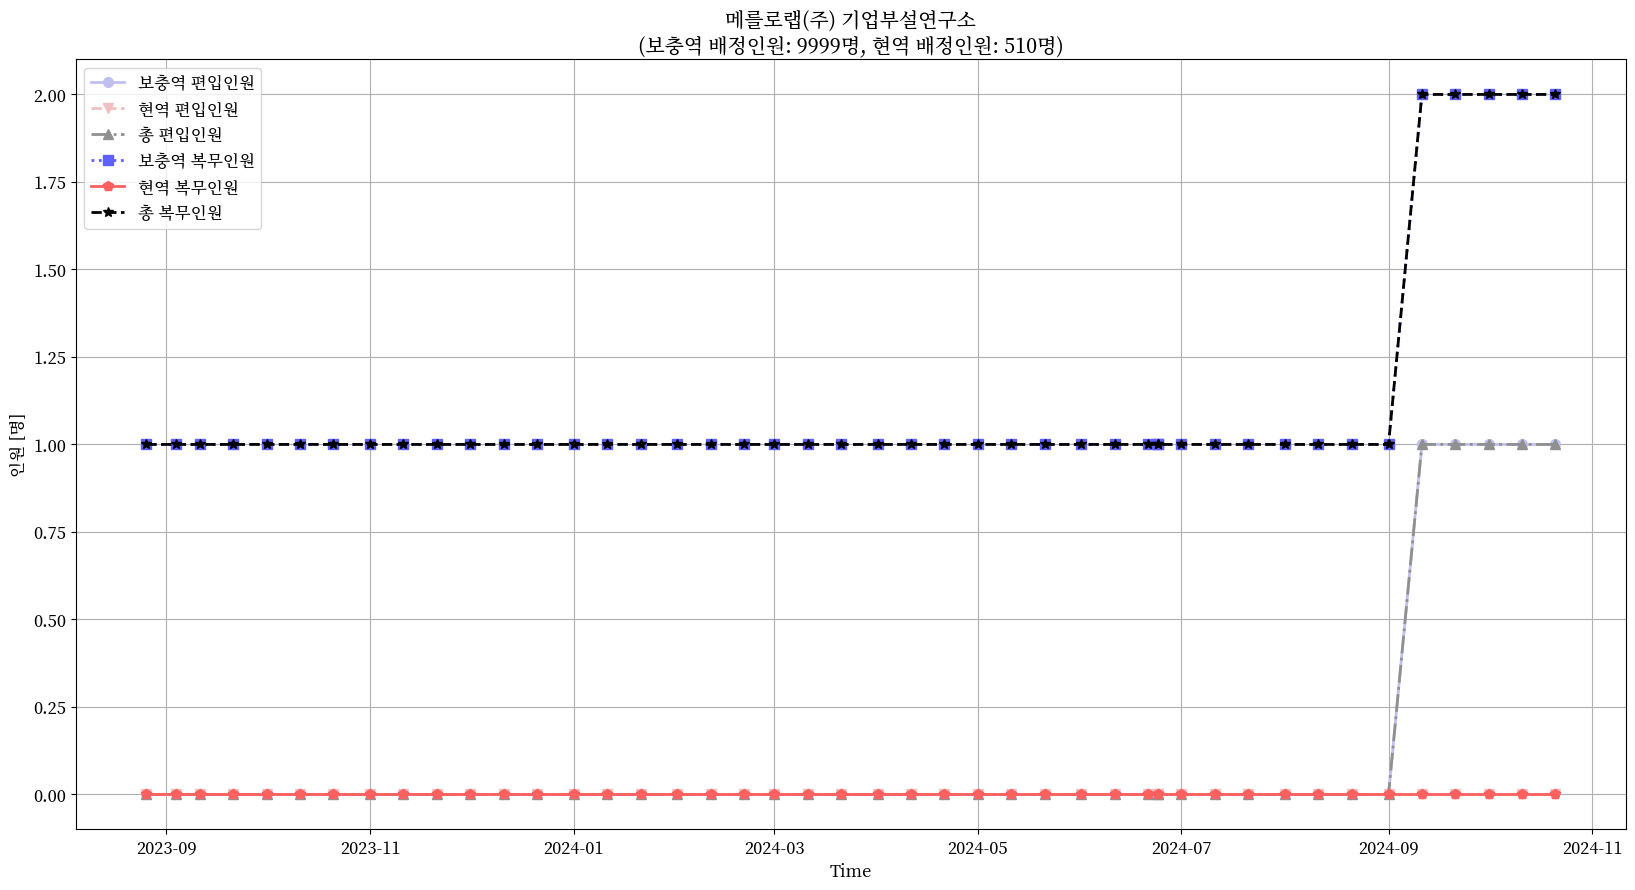 메를로랩(주) 기업부설연구소
(보충역 배정인원: 9999명, 현역 배정인원: 510명)
보충역 편입인원
현역 편입인원
총 편입인원
보충역 복무인원
현역 복무인원
총 복무인원
2.00
1.75
1.50
1.25
1.00
0.75
0.50
0.25
0.00
인원 [명]
2023-09 2023-11 2024-01 2024-03 2024-05 2024-07 2024-09 2024-11
Time